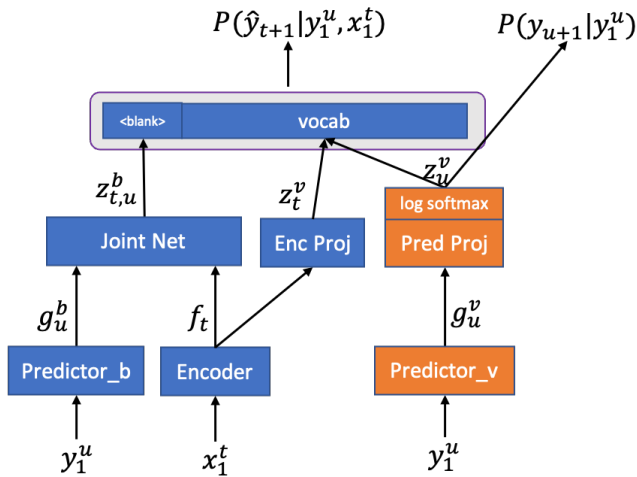 P(ŷ_{t+1}|y_1^u, x_1^t)
P(y_{u+1}|y_1^u)
<blank>
vocab
z_{t,u}^b
z_t^v
z_u^v
log softmax
Joint Net
Enc Proj
Pred Proj
g_u^b
f_t
g_u^v
Predictor_b
Encoder
Predictor_v
y_1^u
x_1^t
y_1^u